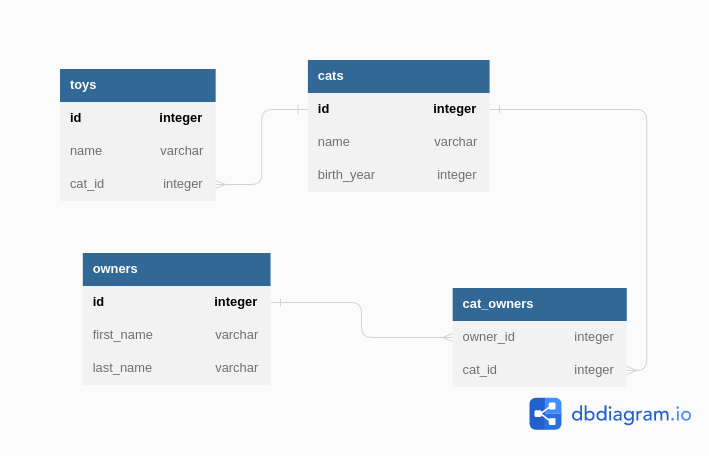 toys
id integer
name varchar
cat_id integer
cats
id integer
name varchar
birth_year integer
owners
id integer
first_name varchar
last_name varchar
cat_owners
owner_id integer
cat_id integer
dbdiagram.io